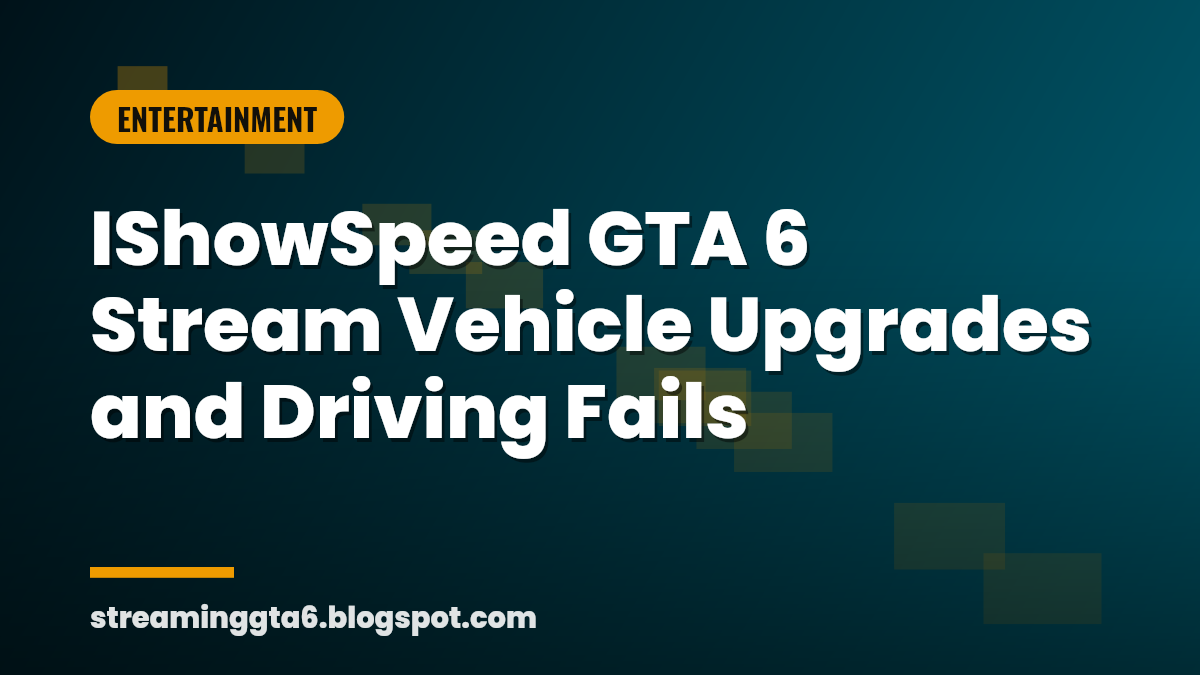 ENTERTAINMENT
IShowSpeed GTA 6
Stream Vehicle Upgrades
and Driving Fails
streaminggta6.blogspot.com